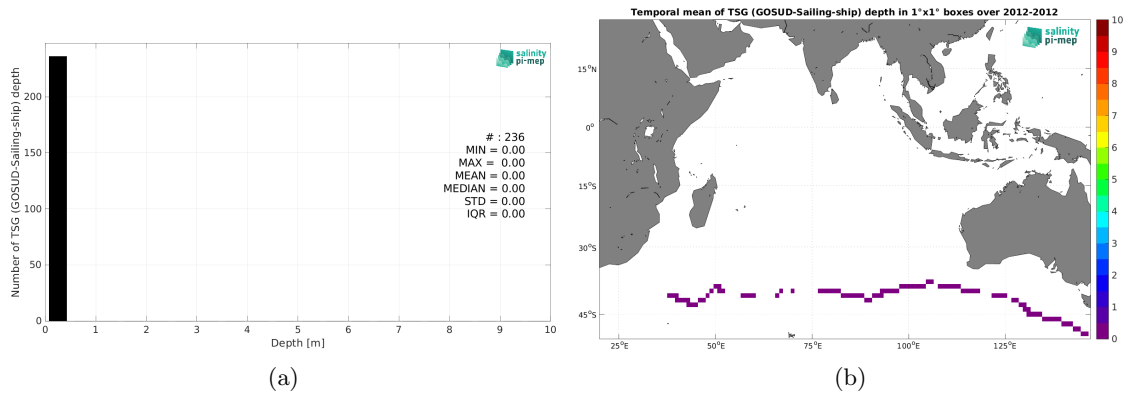 salinity
pi-mep
Number of TSG (GOSUD-Sailing-ship) depth
200
150
100
50
0
# : 236
MIN = 0.00
MAX = 0.00
MEAN = 0.00
MEDIAN = 0.00
STD = 0.00
IQR = 0.00
0 1 2 3 4 5 6 7 8 9 10
Depth [m]
(a)
Temporal mean of TSG (GOSUD-Sailing-ship) depth in 1°x1° boxes over 2012-2012
salinity
pi-mep
15°N
0°
15°S
30°S
45°S
25°E 50°E 75°E 100°E 125°E
10
9
8
7
6
5
4
3
2
1
0
(b)